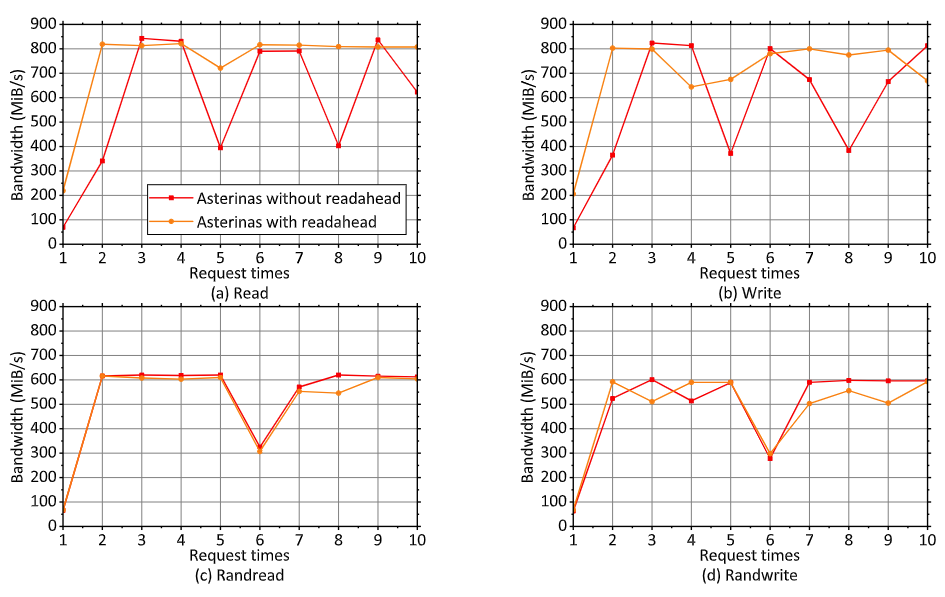 900
800
700
600
500
400
300
200
100
0
Bandwidth (MiB/s)
Asterinas without readahead
Asterinas with readahead
1 2 3 4 5 6 7 8 9 10
Request times
(a) Read
900
800
700
600
500
400
300
200
100
0
Bandwidth (MiB/s)
1 2 3 4 5 6 7 8 9 10
Request times
(b) Write
900
800
700
600
500
400
300
200
100
0
Bandwidth (MiB/s)
1 2 3 4 5 6 7 8 9 10
Request times
(c) Randread
900
800
700
600
500
400
300
200
100
0
Bandwidth (MiB/s)
1 2 3 4 5 6 7 8 9 10
Request times
(d) Randwrite